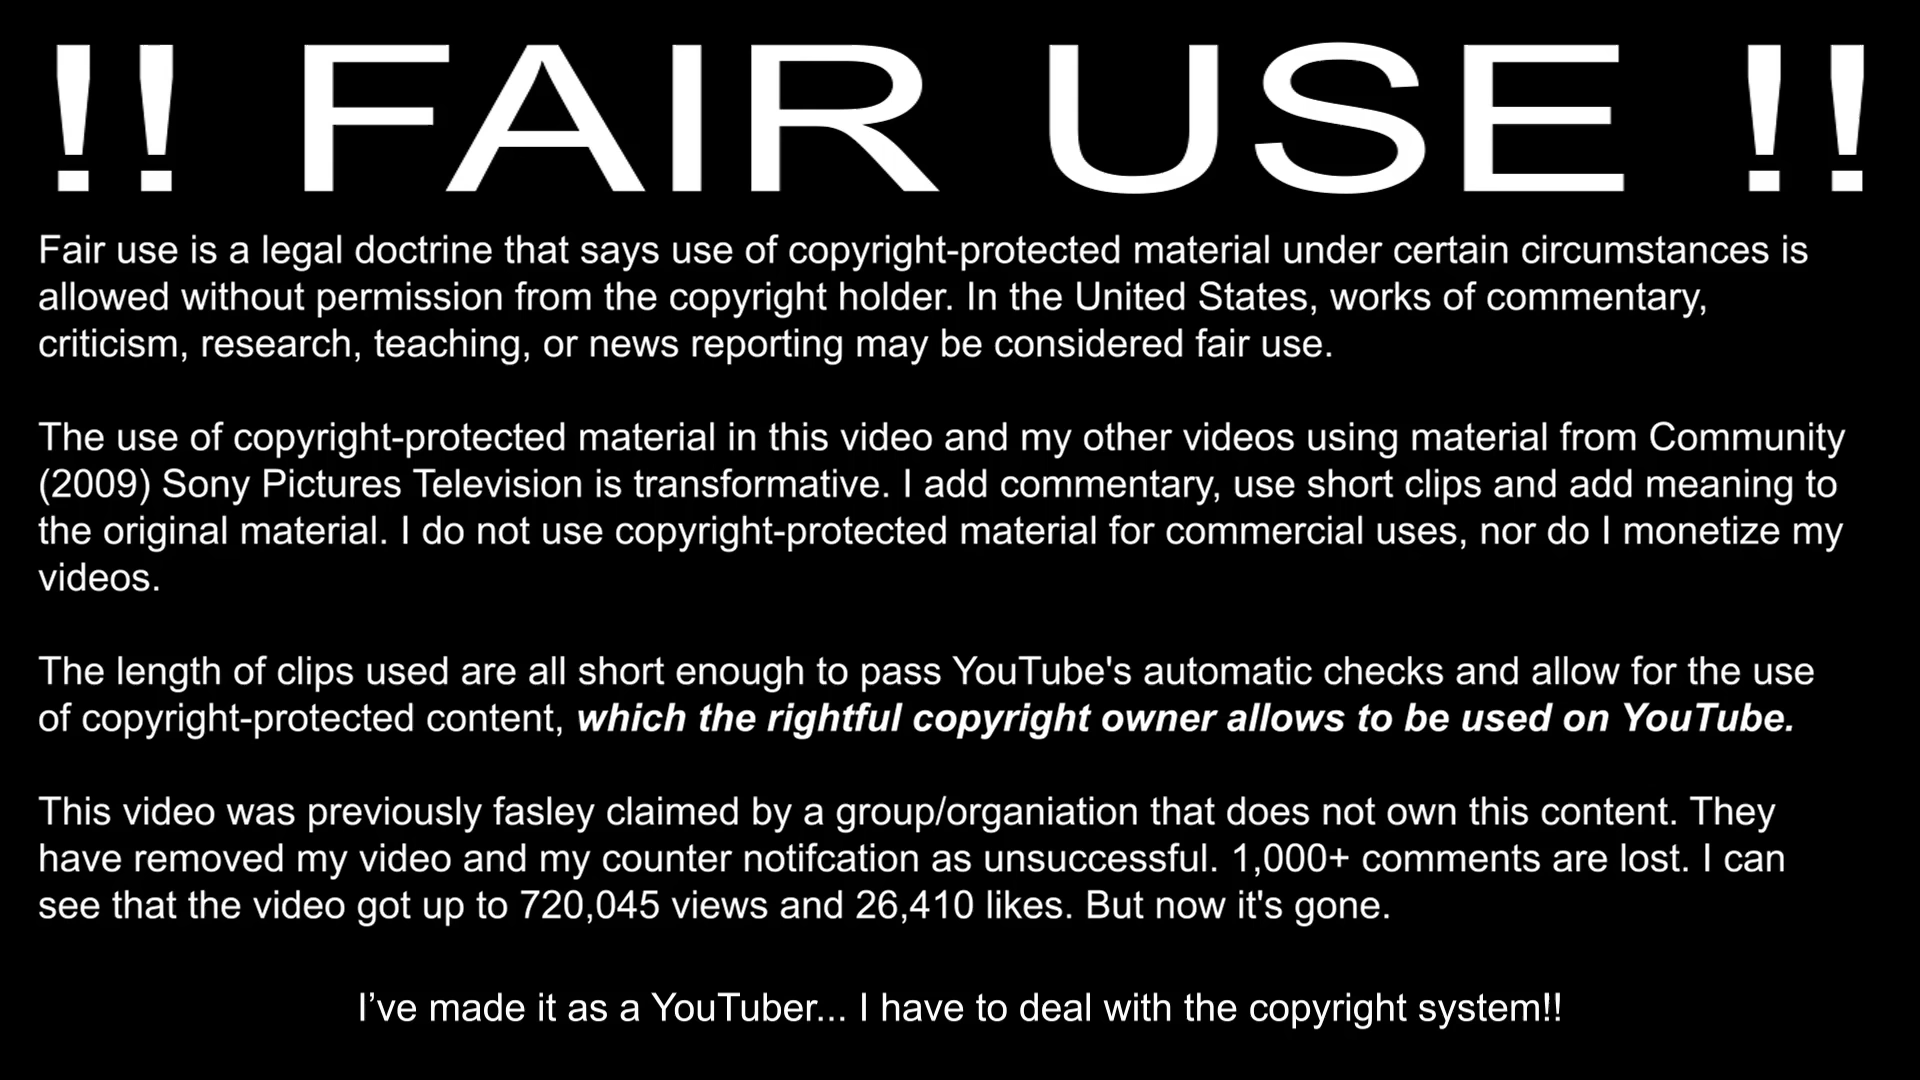 !! FAIR USE !!
Fair use is a legal doctrine that says use of copyright-protected material under certain circumstances is
allowed without permission from the copyright holder. In the United States, works of commentary,
criticism, research, teaching, or news reporting may be considered fair use.
The use of copyright-protected material in this video and my other videos using material from Community
(2009) Sony Pictures Television is transformative. I add commentary, use short clips and add meaning to
the original material. I do not use copyright-protected material for commercial uses, nor do I monetize my
videos.
The length of clips used are all short enough to pass YouTube's automatic checks and allow for the use
of copyright-protected content, which the rightful copyright owner allows to be used on YouTube.
This video was previously fasley claimed by a group/organiation that does not own this content. They
have removed my video and my counter notifcation as unsuccessful. 1,000+ comments are lost. I can
see that the video got up to 720,045 views and 26,410 likes. But now it's gone.
I’ve made it as a YouTuber... I have to deal with the copyright system!!